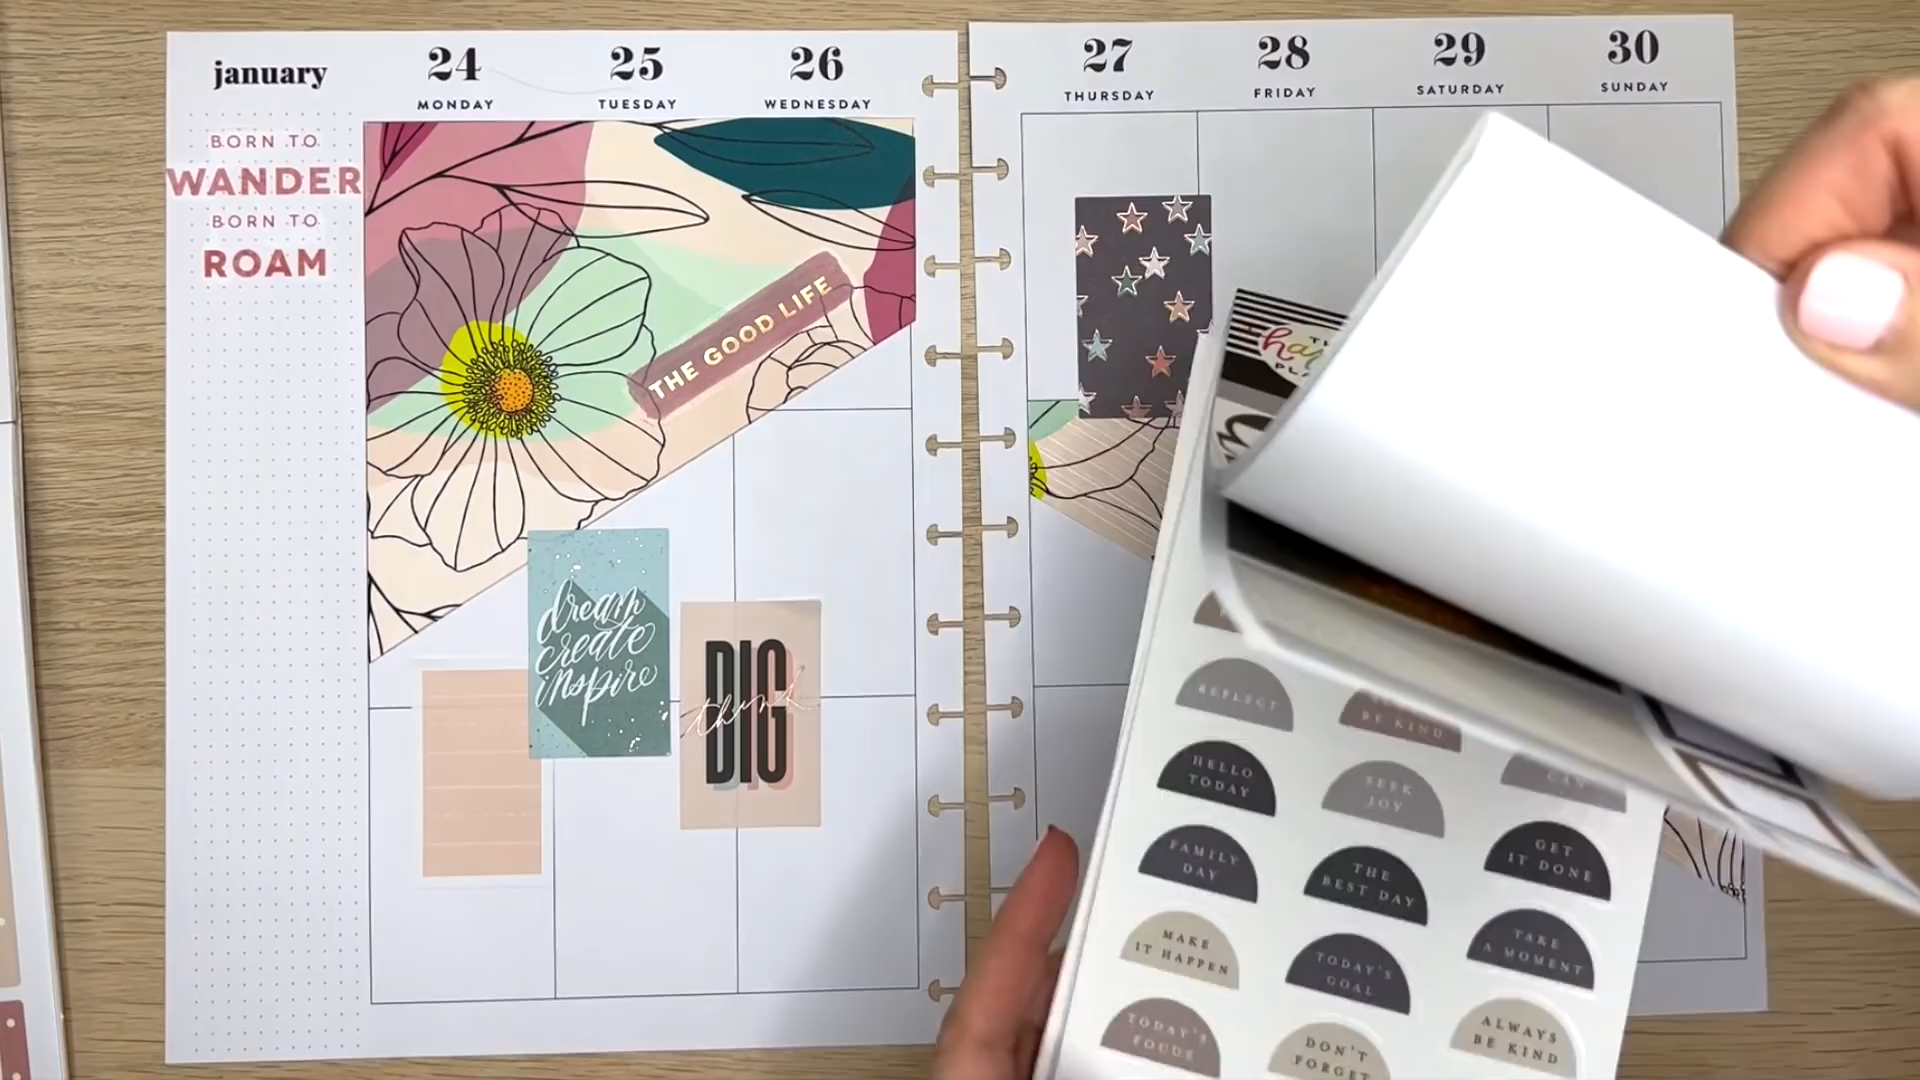 january
24
MONDAY
25
TUESDAY
26
WEDNESDAY
27
THURSDAY
28
FRIDAY
29
SATURDAY
30
SUNDAY
BORN TO
WANDER
BORN TO
ROAM
THE GOOD LIFE
dream
create
inspire
think
BIG
REFLECT
BE KIND
HELLO
TODAY
SEEK
JOY
CAN
FAMILY
DAY
THE
BEST DAY
GET
IT DONE
MAKE
IT HAPPEN
TODAY'S
GOAL
TAKE
A MOMENT
TODAY'S
FOCUS
DON'T
FORGET
ALWAYS
BE KIND